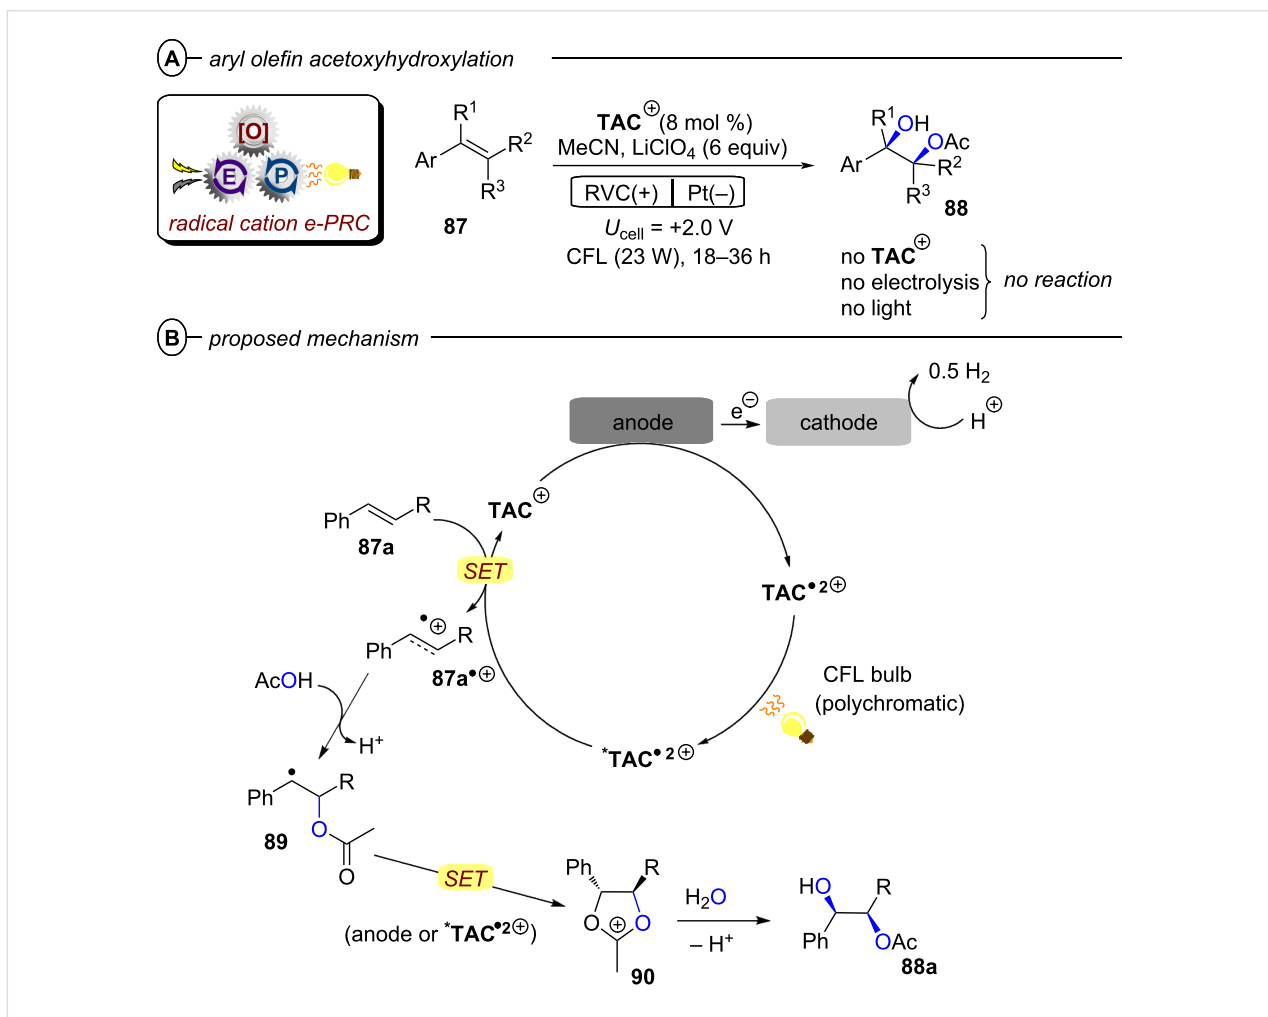 A aryl olefin acetoxyhydroxylation
[O]
E P
radical cation e-PRC
R¹
Ar
R²
R³
87
TAC⊕ (8 mol %)
MeCN, LiClO₄ (6 equiv)
RVC(+) Pt(–)
Ucell = +2.0 V
CFL (23 W), 18–36 h
R¹
OH
OAc
Ar
R²
R³
88
no TAC⊕
no electrolysis
no light
no reaction
B proposed mechanism
0.5 H₂
anode
e⊖
cathode
H⊕
TAC⊕
Ph
R
87a
SET
TAC•2⊕
•⊕
Ph
R
87a•⊕
CFL bulb
(polychromatic)
AcOH
H⁺
*TAC•2⊕
•
Ph
R
O
O
89
SET
(anode or *TAC•2⊕)
Ph
R
O ⊕ O
90
H₂O
– H⁺
HO
R
Ph
OAc
88a